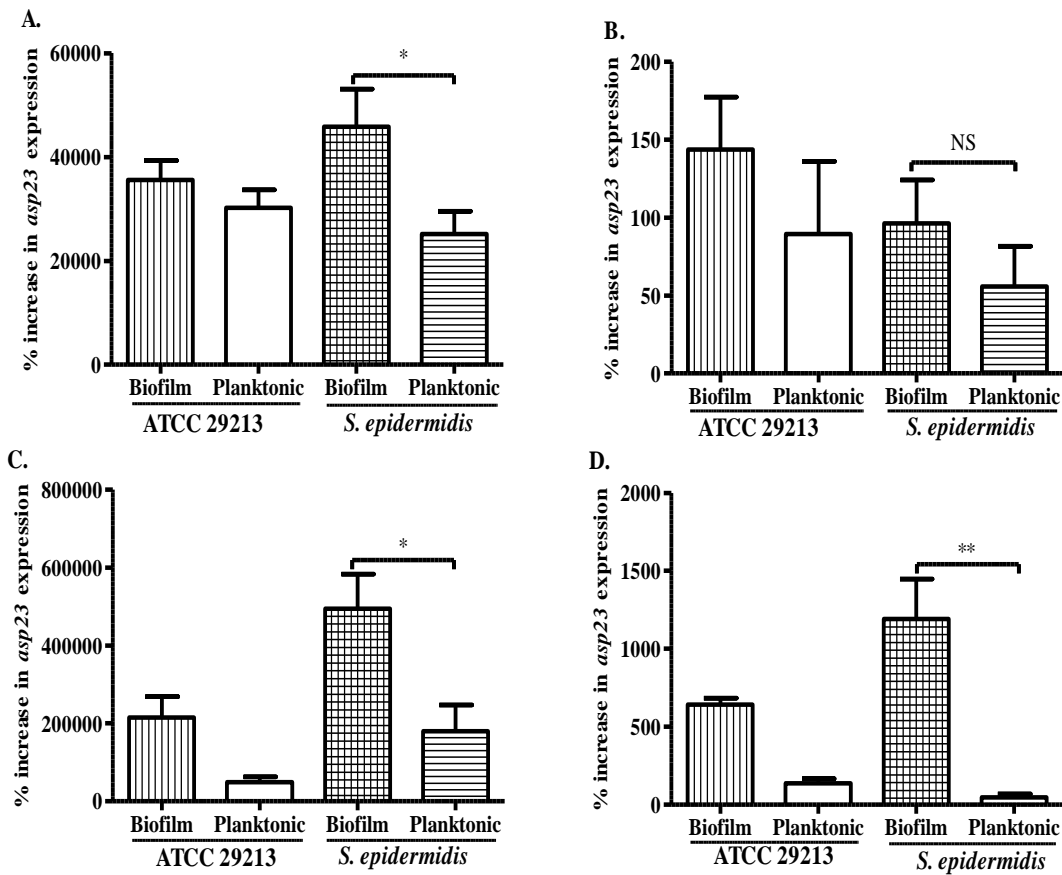 A.
% increase in asp23 expression
60000
40000
20000
0
*
Biofilm Planktonic Biofilm Planktonic
ATCC 29213 S. epidermidis
B.
% increase in asp23 expression
200
150
100
50
0
NS
Biofilm Planktonic Biofilm Planktonic
ATCC 29213 S. epidermidis
C.
% increase in asp23 expression
800000
600000
400000
200000
0
*
Biofilm Planktonic Biofilm Planktonic
ATCC 29213 S. epidermidis
D.
% increase in asp23 expression
2000
1500
1000
500
0
**
Biofilm Planktonic Biofilm Planktonic
ATCC 29213 S. epidermidis